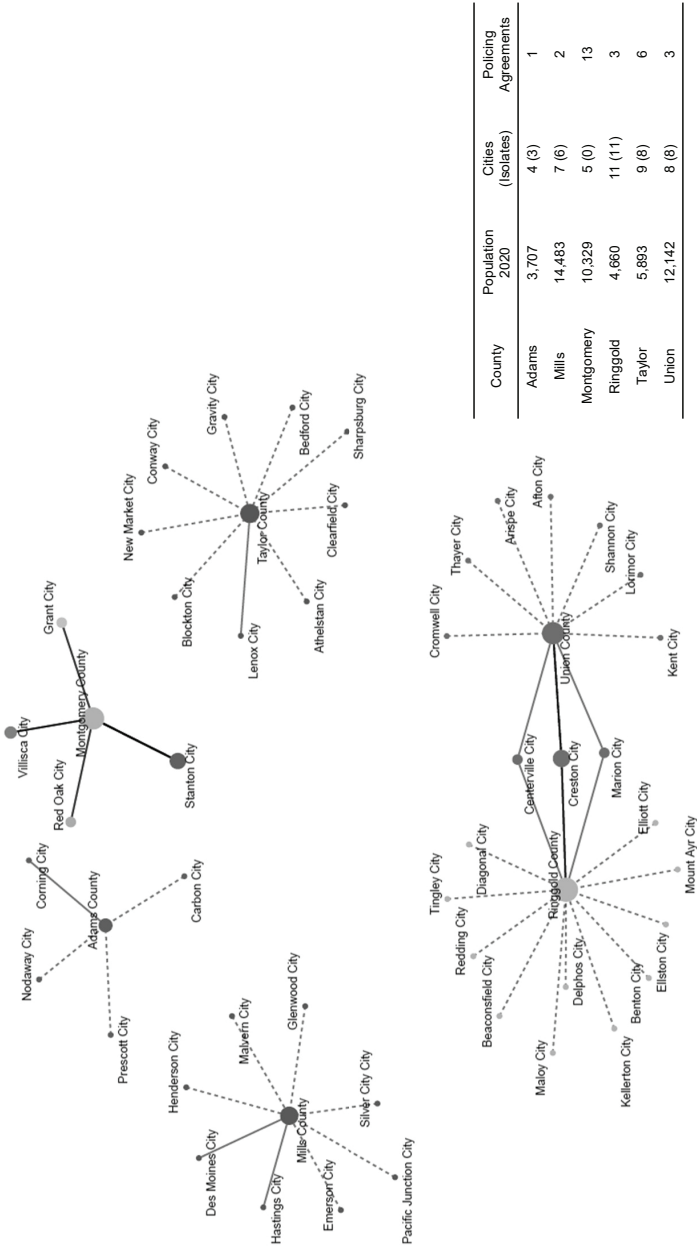 Grant City
Villisca City
Montgomery County
Red Oak City
Stanton City
Corning City
Nodaway City
Adams County
Carbon City
Prescott City
New Market City
Conway City
Gravity City
Blockton City
Taylor County
Bedford City
Sharpsburg City
Lenox City
Clearfield City
Athelstan City
Henderson City
Malvern City
Glenwood City
Des Moines City
Mills County
Silver City City
Hastings City
Emerson City
Pacific Junction City
Cromwell City
Thayer City
Arispe City
Afton City
Union County
Shannon City
Lorimor City
Kent City
Centerville City
Creston City
Marion City
Tingley City
Diagonal City
Ringgold County
Elliott City
Redding City
Beaconsfield City
Delphos City
Mount Ayr City
Maloy City
Benton City
Ellston City
Kellerton City
County Population 2020 Cities (Isolates) Policing Agreements
Adams 3,707 4 (3) 1
Mills 14,483 7 (6) 2
Montgomery 10,329 5 (0) 13
Ringgold 4,660 11 (11) 3
Taylor 5,893 9 (8) 6
Union 12,142 8 (8) 3